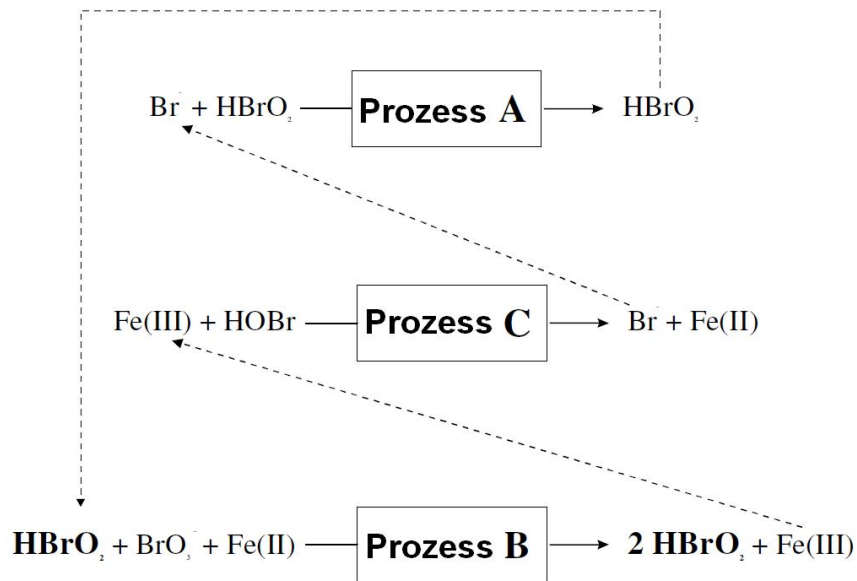 Br⁻ + HBrO₂ Prozess A HBrO₂
Fe(III) + HOBr Prozess C Br⁻ + Fe(II)
HBrO₂ + BrO₃⁻ + Fe(II) Prozess B 2 HBrO₂ + Fe(III)